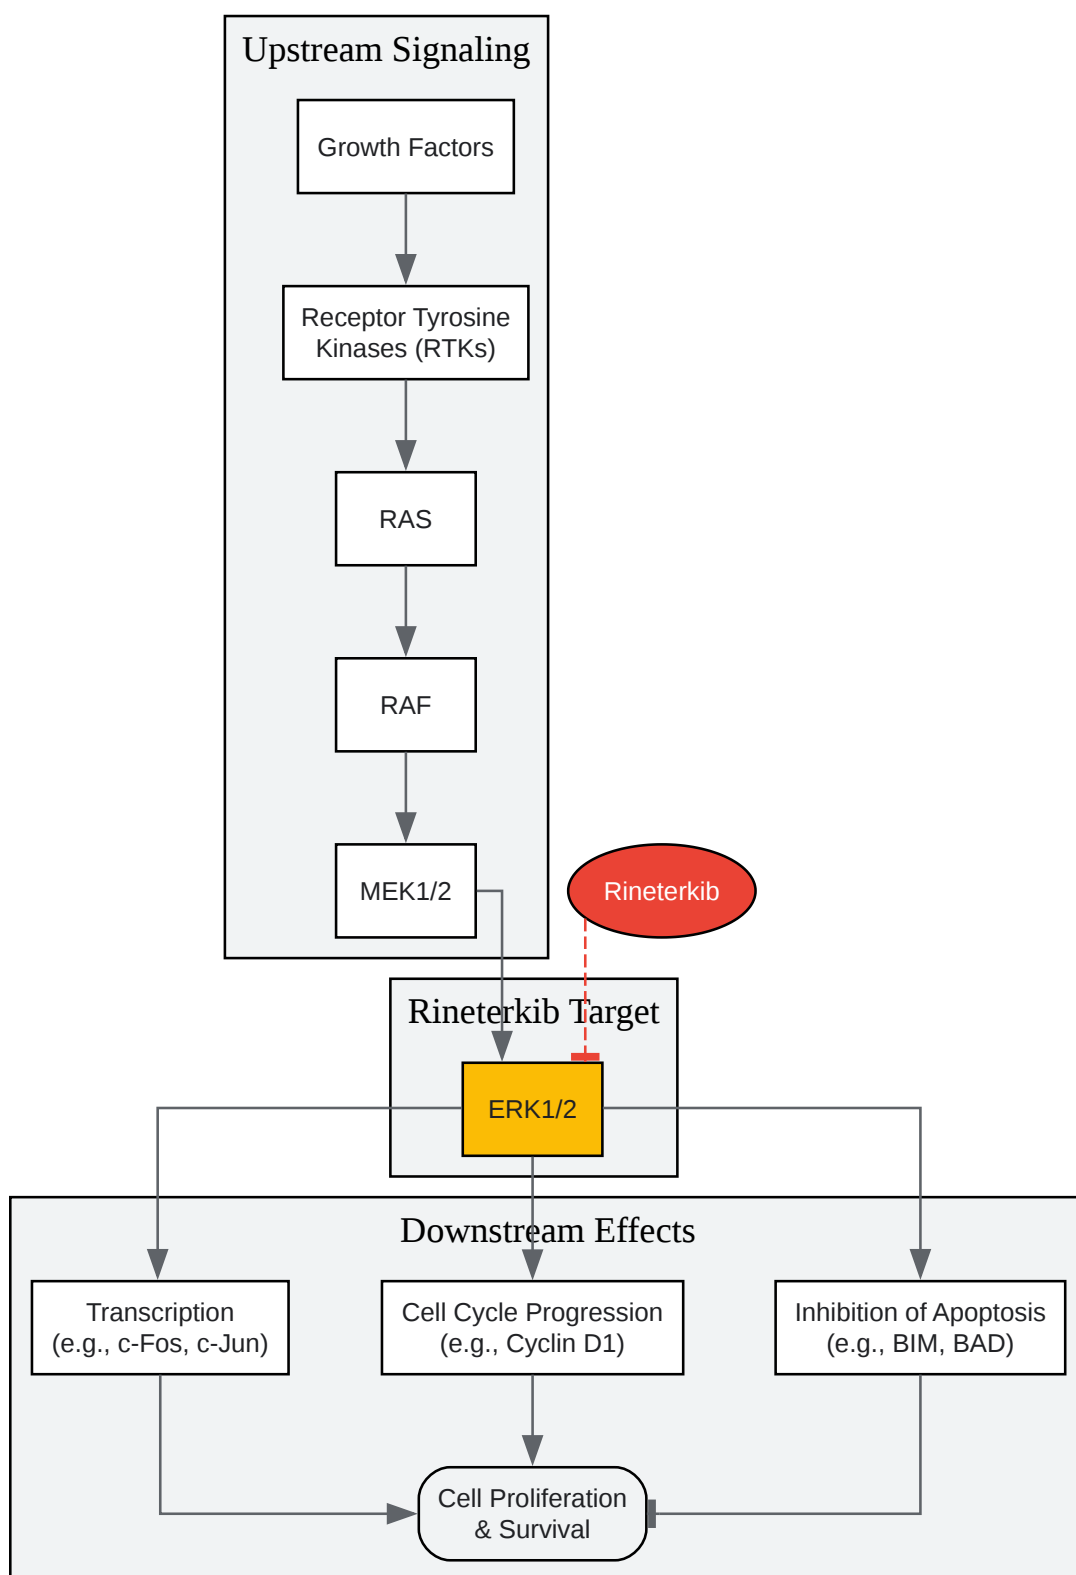 Upstream Signaling
Growth Factors
Receptor Tyrosine
Kinases (RTKs)
RAS
RAF
MEK1/2
Rineterkib
Rineterkib Target
ERK1/2
Downstream Effects
Transcription
(e.g., c-Fos, c-Jun)
Cell Cycle Progression
(e.g., Cyclin D1)
Inhibition of Apoptosis
(e.g., BIM, BAD)
Cell Proliferation
& Survival